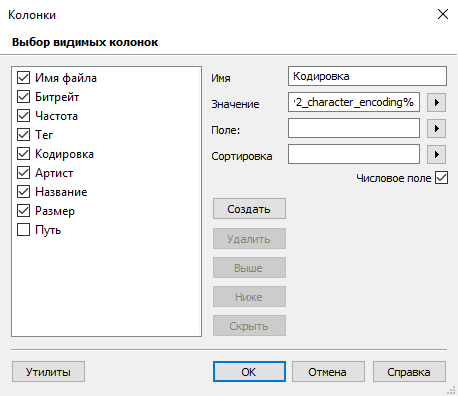 Колонки
Выбор видимых колонок
Имя файла
Битрейт
Частота
Тег
Кодировка
Артист
Название
Размер
Путь
Имя
Кодировка
Значение
2_character_encoding%
Поле:
Сортировка
Числовое поле
Создать
Удалить
Выше
Ниже
Скрыть
Утилиты
OK
Отмена
Справка